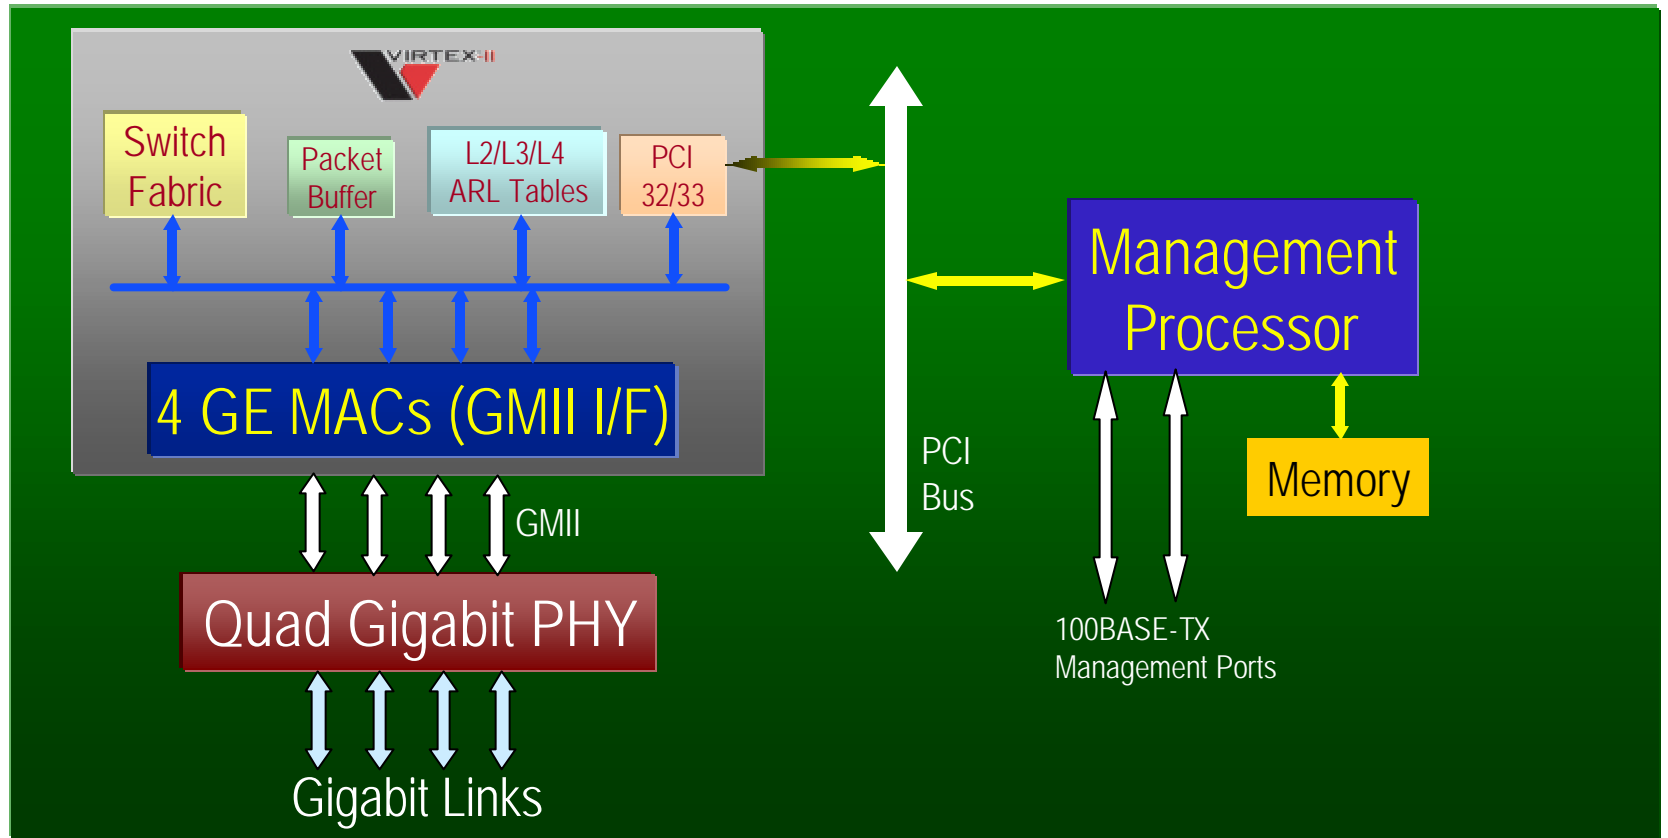 VIRTEX-II
Switch
Fabric
Packet
Buffer
L2/L3/L4
ARL Tables
PCI
32/33
4 GE MACs (GMII I/F)
GMII
Quad Gigabit PHY
Gigabit Links
PCI
Bus
Management
Processor
Memory
100BASE-TX
Management Ports